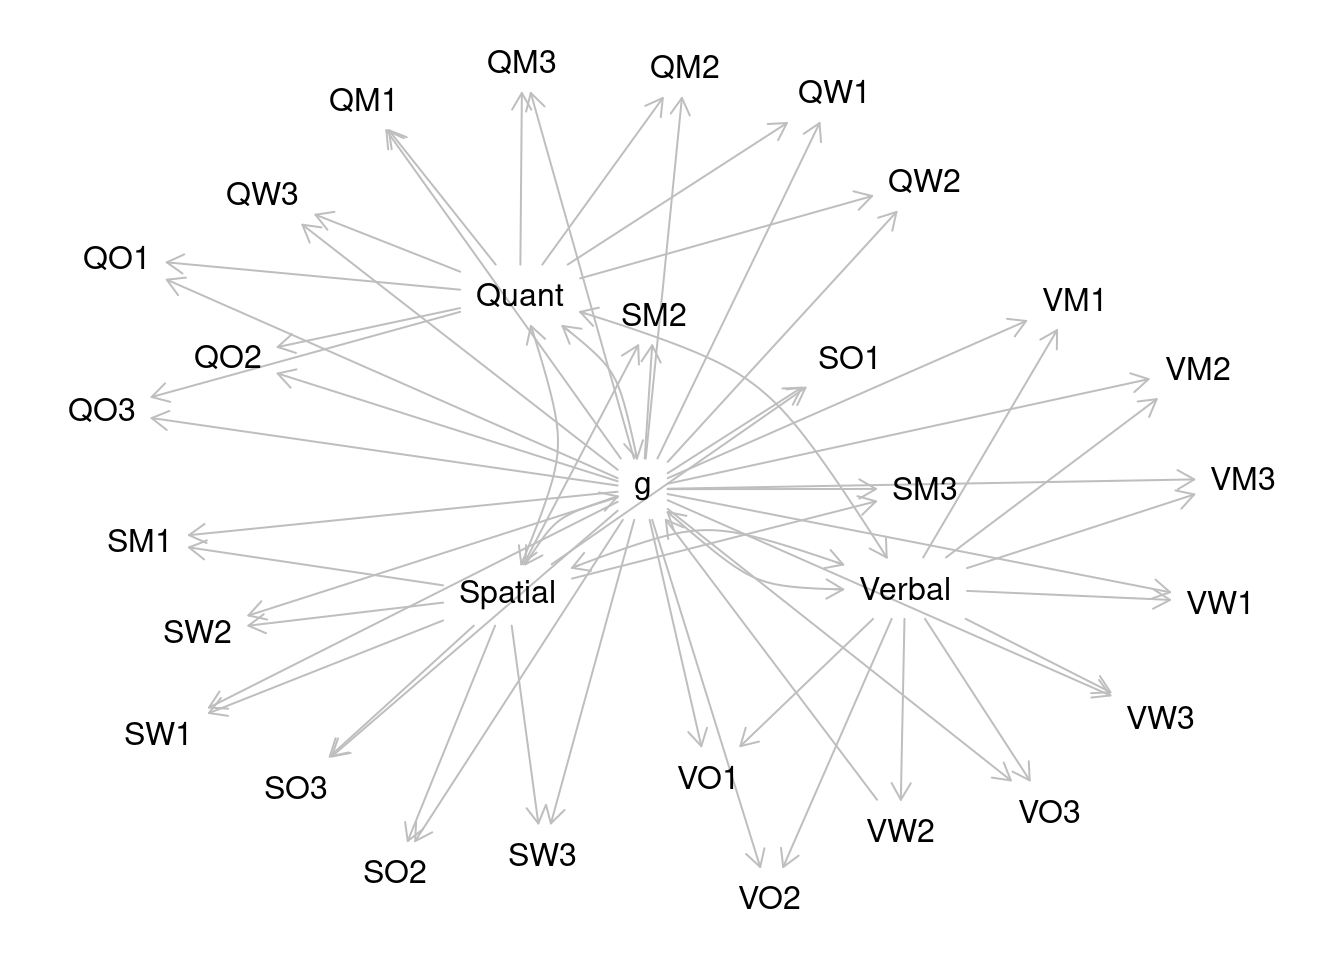 QM3
QM2
QW1
QM1
QW2
QW3
QO1
Quant
VM1
SM2
QO2
SO1
VM2
QO3
VM3
g
SM3
SM1
Verbal
Spatial
VW1
SW2
VW3
SW1
VO1
SO3
VO3
VW2
SW3
SO2
VO2